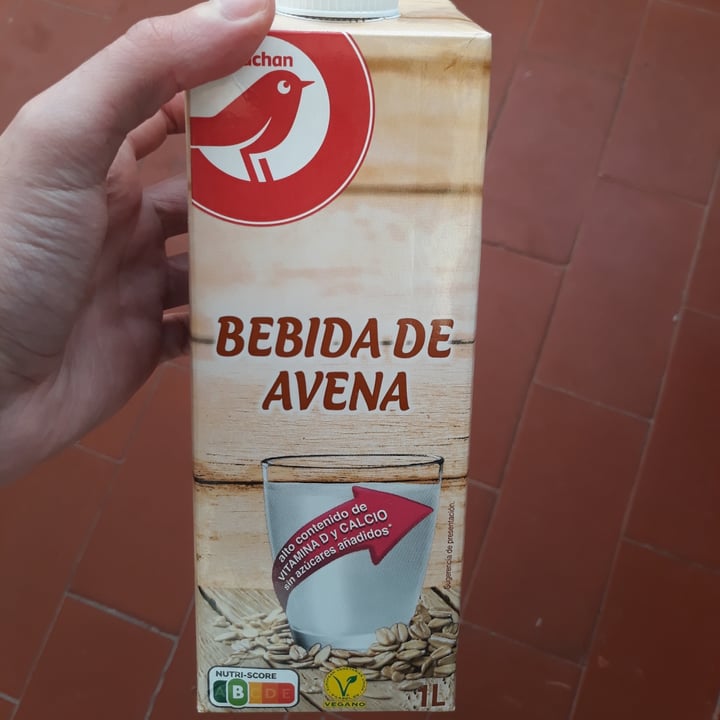 BEBIDA DE
AVENA
alto contenido de
VITAMINA D y CALCIO
sin azúcares añadidos*
Sugerencia de presentación.
NUTRI-SCORE
A B C D E
VEGANO
1L